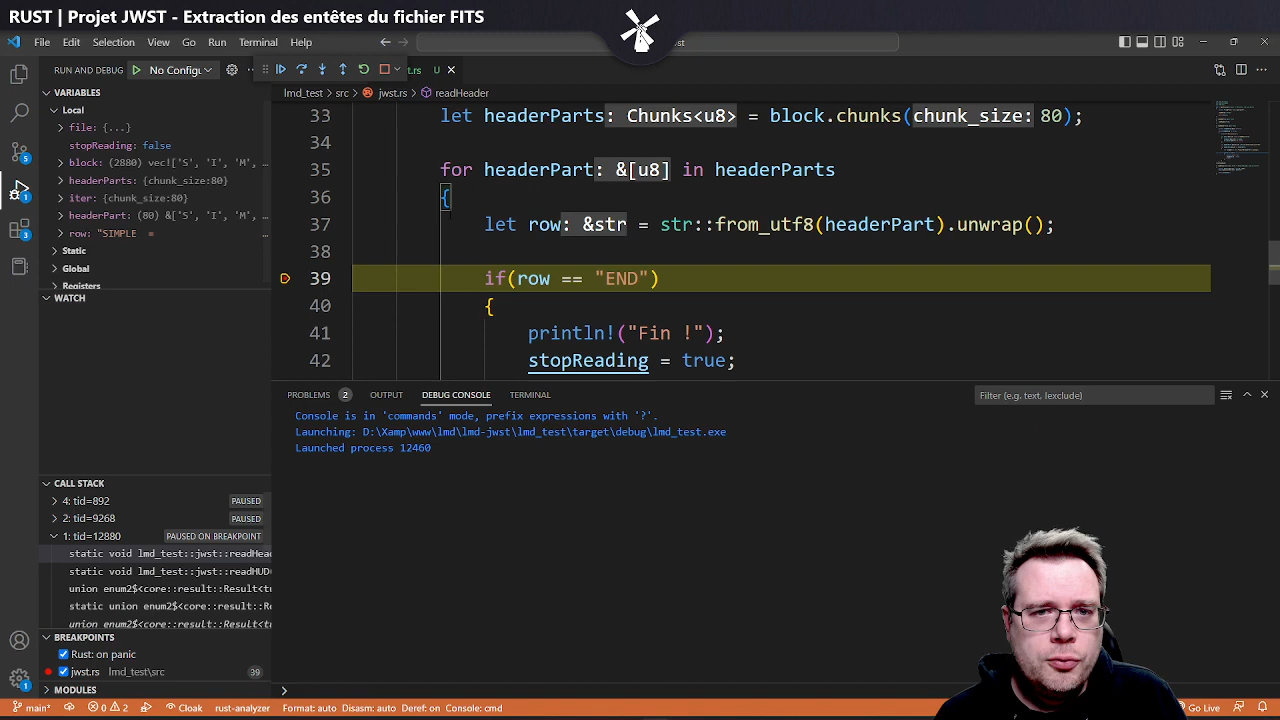 RUST | Projet JWST - Extraction des entêtes du fichier FITS
File Edit Selection View Go Run Terminal Help
st
RUN AND DEBUG No Configu
t.rs U
VARIABLES
lmd_test > src > jwst.rs > readHeader
Local
file: {...}
stopReading: false
block: (2880) vec!['S', 'I', 'M', …
headerParts: {chunk_size:80}
iter: {chunk_size:80}
headerPart: (80) &['S', 'I', 'M, …
row: "SIMPLE = …
Static
Global
Registers
WATCH
33 let headerParts: Chunks<u8> = block.chunks(chunk_size: 80);
34
35 for headerPart: &[u8] in headerParts
36 {
37 let row: &str = str::from_utf8(headerPart).unwrap();
38
39 if(row == "END")
40 {
41 println!("Fin !");
42 stopReading = true;
PROBLEMS 2 OUTPUT DEBUG CONSOLE TERMINAL
Filter (e.g. text, !exclude)
Console is in 'commands' mode, prefix expressions with '?'.
Launching: D:\Xamp\www\lmd\lmd-jwst\lmd_test\target\debug\lmd_test.exe
Launched process 12460
CALL STACK
4: tid=892 PAUSED
2: tid=9268 PAUSED
1: tid=12880 PAUSED ON BREAKPOINT
static void lmd_test::jwst::readHead
static void lmd_test::jwst::readHUD
union enum2$<core::result::Result<t
static union enum2$<core::result::Re
union enum2$<core::result::Result<tu
BREAKPOINTS
Rust: on panic
jwst.rs lmd_test\src 39
MODULES
main* 0 2 Cloak rust-analyzer Format: auto Disasm: auto Deref: on Console: cmd Go Live